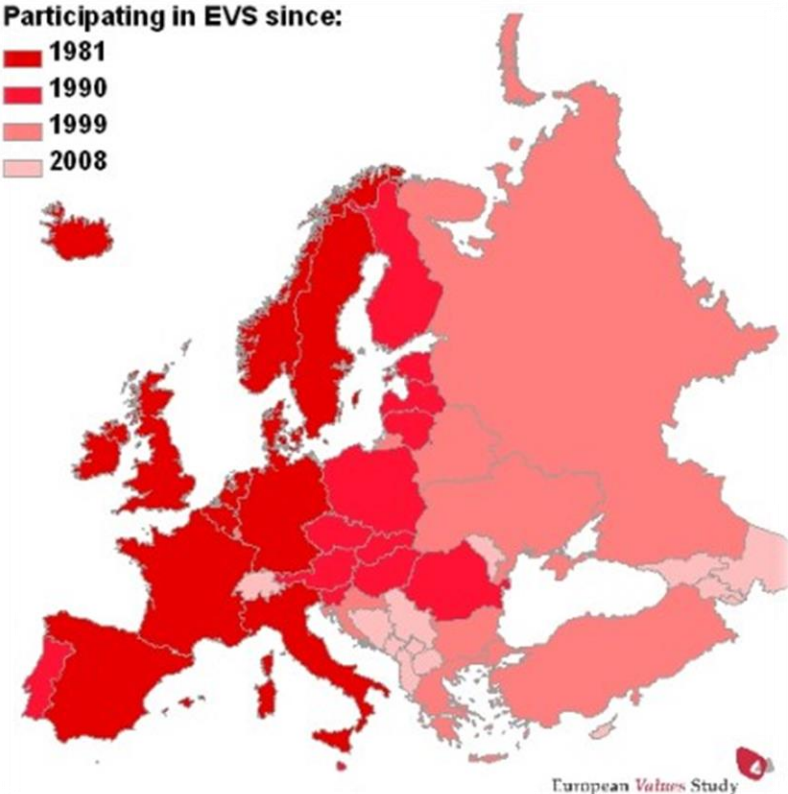 Participating in EVS since:
1981
1990
1999
2008
European Values Study